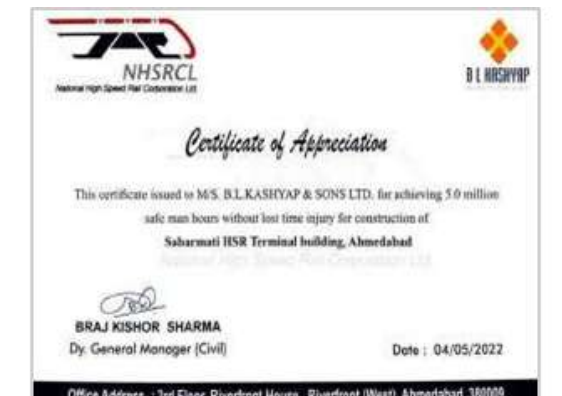 NHSRCL
National High Speed Rail Corporation Ltd
B L KASHYAP
Certificate of Appreciation
This certificate issued to M/S. B.L.KASHYAP & SONS LTD. for achieving 5.0 million
safe man hours without lost time injury for construction of
Sabarmati HSR Terminal building, Ahmedabad
National High Speed Rail Corporation Ltd
BRAJ KISHOR SHARMA
Dy. General Manager (Civil)
Date : 04/05/2022
Office Address : 3rd Floor, Riverfront House, Riverfront (West), Ahmedabad, 380009